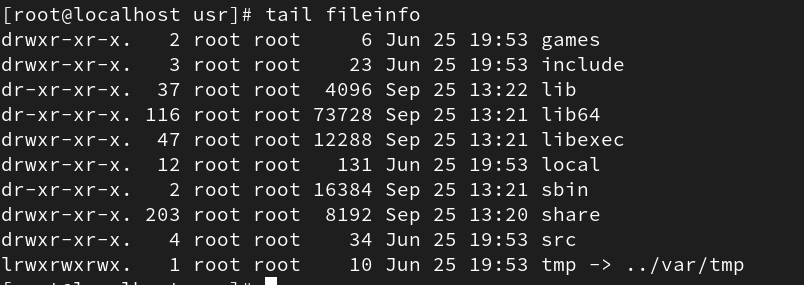 [root@localhost usr]# tail fileinfo
drwxr-xr-x.   2 root root     6 Jun 25 19:53 games
drwxr-xr-x.   3 root root    23 Jun 25 19:53 include
dr-xr-xr-x.  37 root root  4096 Sep 25 13:22 lib
dr-xr-xr-x. 116 root root 73728 Sep 25 13:21 lib64
drwxr-xr-x.  47 root root 12288 Sep 25 13:21 libexec
drwxr-xr-x.  12 root root   131 Jun 25 19:53 local
dr-xr-xr-x.   2 root root 16384 Sep 25 13:21 sbin
drwxr-xr-x. 203 root root  8192 Sep 25 13:20 share
drwxr-xr-x.   4 root root    34 Jun 25 19:53 src
lrwxrwxrwx.   1 root root    10 Jun 25 19:53 tmp -> ../var/tmp